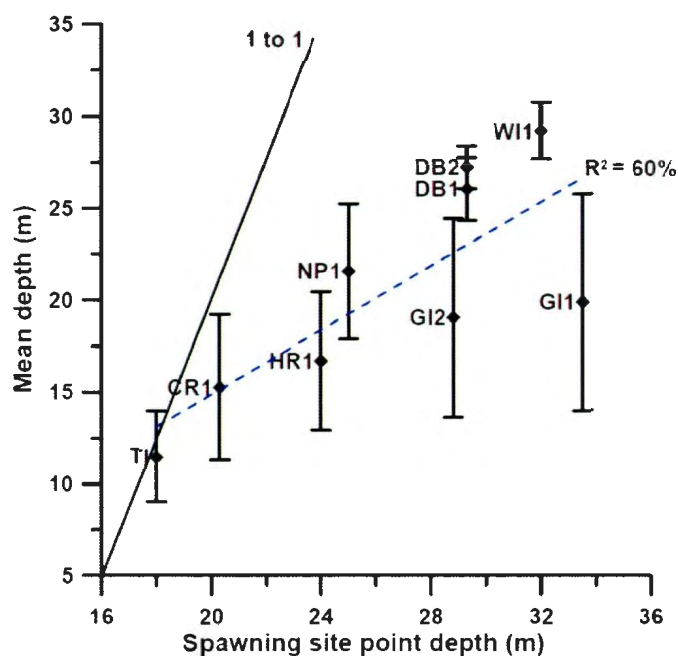 35
1 to 1
30
WI1
DB2
R² = 60%
DB1
25
NP1
Mean depth (m)
20
GI2
GI1
HR1
15
CR1
TI
10
5
16 20 24 28 32 36
Spawning site point depth (m)